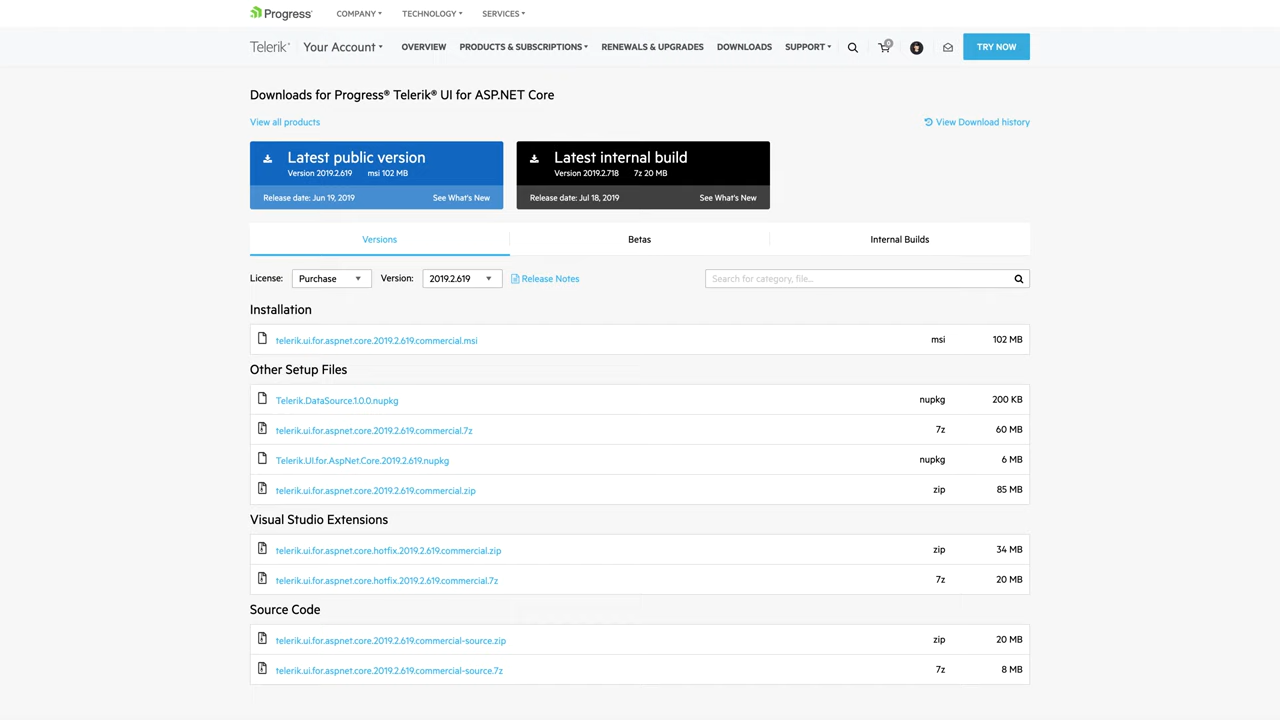 Progress
COMPANY
TECHNOLOGY
SERVICES
Telerik
Your Account
OVERVIEW
PRODUCTS & SUBSCRIPTIONS
RENEWALS & UPGRADES
DOWNLOADS
SUPPORT
0
TRY NOW
Downloads for Progress® Telerik® UI for ASP.NET Core
View all products
View Download history
Latest public version
Version 2019.2.619 msi 102 MB
Release date: Jun 19, 2019 See What's New
Latest internal build
Version 2019.2.718 7z 20 MB
Release date: Jul 18, 2019 See What's New
Versions
Betas
Internal Builds
License: Purchase Version: 2019.2.619 Release Notes Search for category, file...
Installation
telerik.ui.for.aspnet.core.2019.2.619.commercial.msi msi 102 MB
Other Setup Files
Telerik.DataSource.1.0.0.nupkg nupkg 200 KB
telerik.ui.for.aspnet.core.2019.2.619.commercial.7z 7z 60 MB
Telerik.UI.for.AspNet.Core.2019.2.619.nupkg nupkg 6 MB
telerik.ui.for.aspnet.core.2019.2.619.commercial.zip zip 85 MB
Visual Studio Extensions
telerik.ui.for.aspnet.core.hotfix.2019.2.619.commercial.zip zip 34 MB
telerik.ui.for.aspnet.core.hotfix.2019.2.619.commercial.7z 7z 20 MB
Source Code
telerik.ui.for.aspnet.core.2019.2.619.commercial-source.zip zip 20 MB
telerik.ui.for.aspnet.core.2019.2.619.commercial-source.7z 7z 8 MB